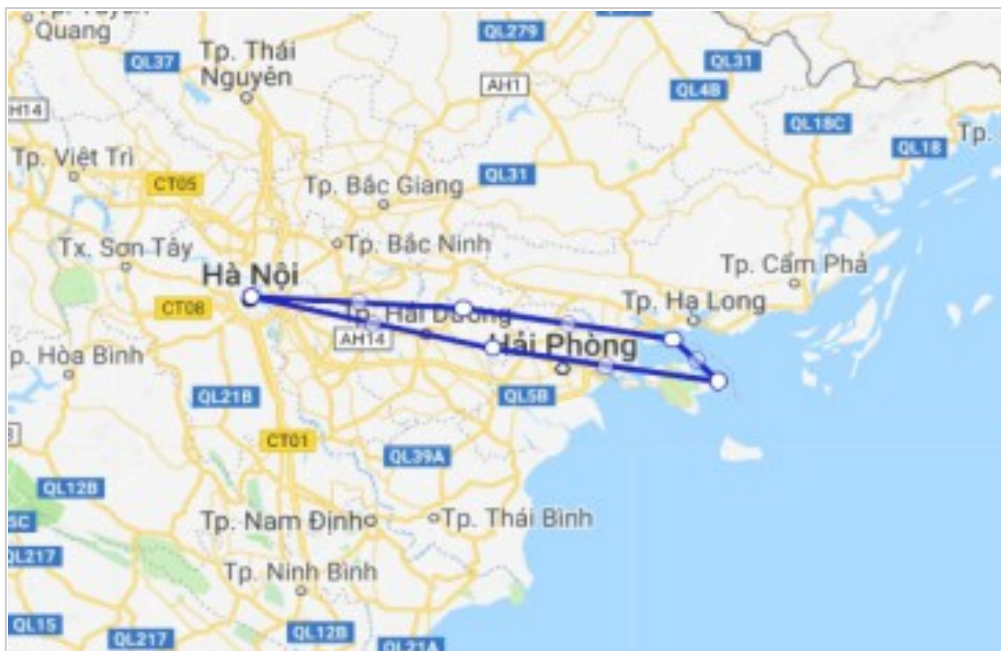 Quang
QL279
QL37
Tp. Thái
Nguyên
QL31
AH1
QL4B
QL18C
Tp. Việt Trì
QL18
Tp.
CT05
Tp. Bắc Giang
QL31
Tx. Sơn Tây
Tp. Bắc Ninh
Tp. Cẩm Phả
Hà Nội
CT08
Tp. Hạ Long
Tp. Hải Dương
AH14
Hải Phòng
p. Hòa Bình
QL21B
QL5B
CT01
QL39A
QL12B
Tp. Nam Định
Tp. Thái Bình
QL217
Tp. Ninh Bình
QL15
QL217
QL12B
QL21A